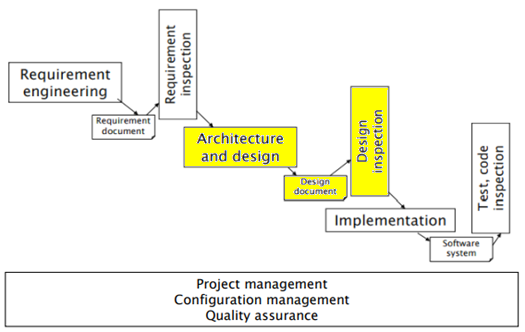 Requirement
engineering
Requirement
document
Requirement
inspection
Architecture
and design
Design
document
Design
inspection
Implementation
Software
system
Test, code
inspection
Project management
Configuration management
Quality assurance